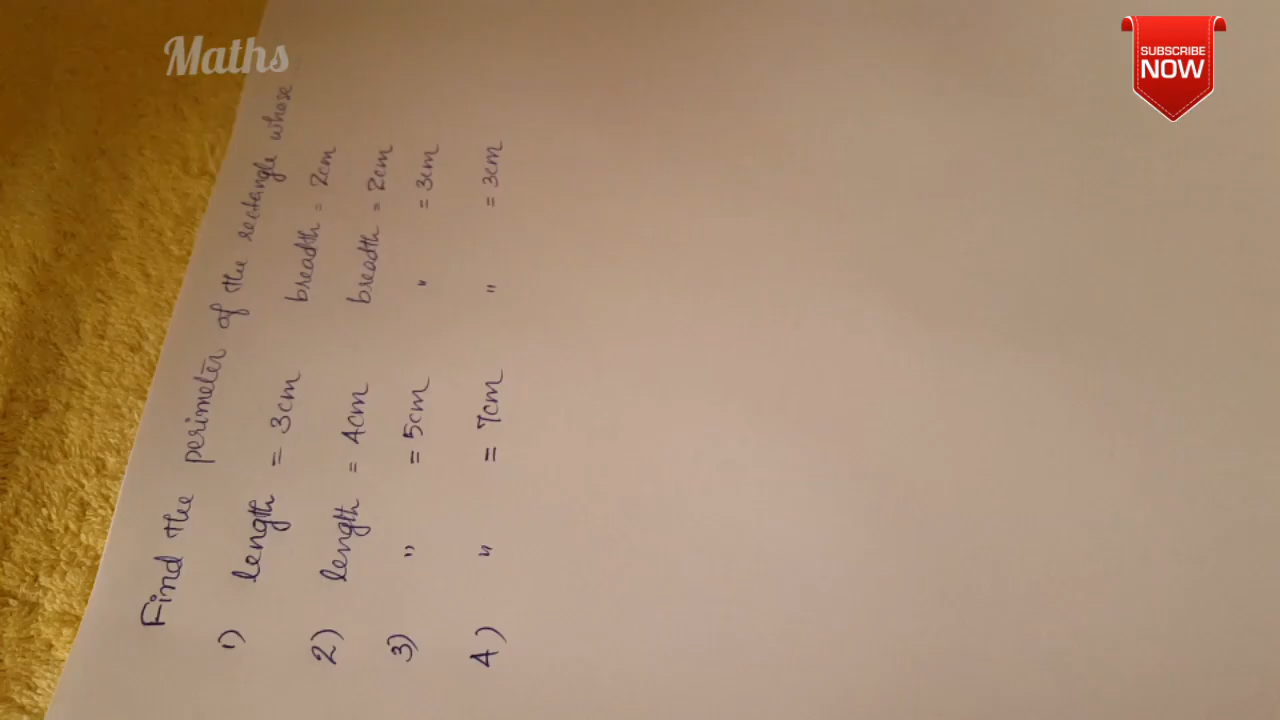 Maths
SUBSCRIBE
NOW
Find the perimeter of the rectangle whose
1) length = 3cm breadth = 2cm
2) length = 4cm breadth = 2cm
3) " = 5cm " = 3cm
4) " = 7cm " = 3cm